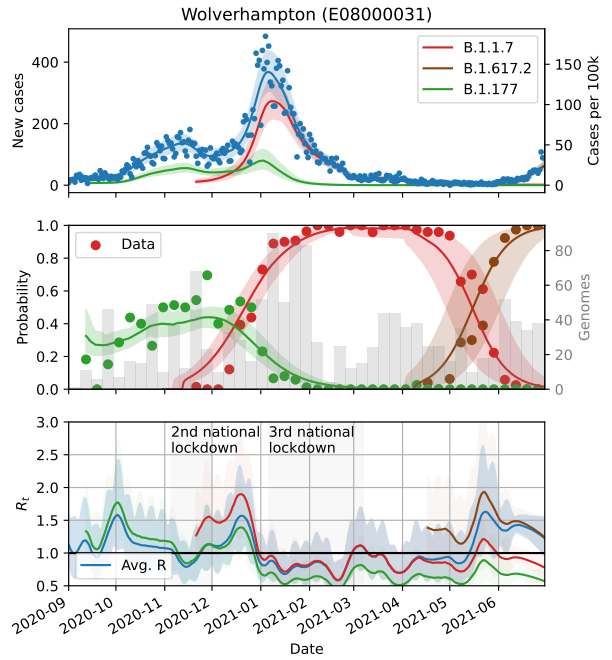 Wolverhampton (E08000031)
400
200
0
New cases
150
100
50
0
Cases per 100k
B.1.1.7
B.1.617.2
B.1.177
1.0
0.8
0.6
0.4
0.2
0.0
Probability
Data
80
60
40
20
0
Genomes
3.0
2.5
2.0
1.5
1.0
0.5
Rt
2nd national
lockdown
3rd national
lockdown
Avg. R
2020-09
2020-10
2020-11
2020-12
2021-01
2021-02
2021-03
2021-04
2021-05
2021-06
Date